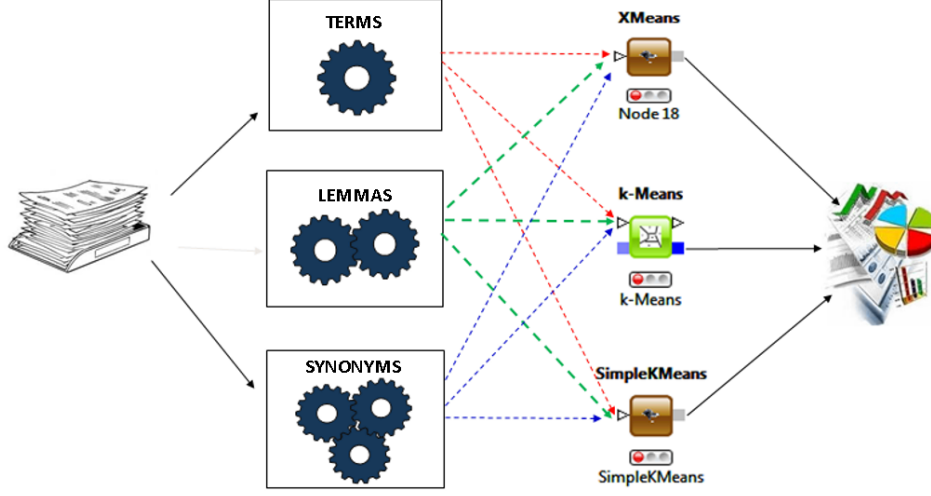 TERMS
LEMMAS
SYNONYMS
XMeans
Node 18
k-Means
k-Means
SimpleKMeans
SimpleKMeans